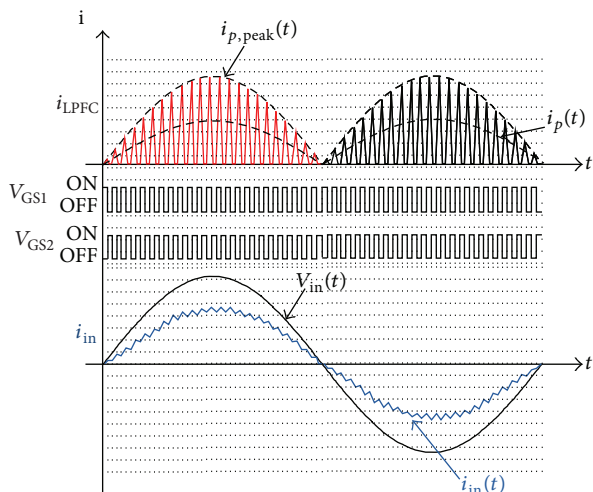 i
i_p,peak(t)
i_LPFC
i_p(t)
t
V_GS1
ON
OFF
V_GS2
ON
OFF
V_in(t)
i_in
t
i_in(t)